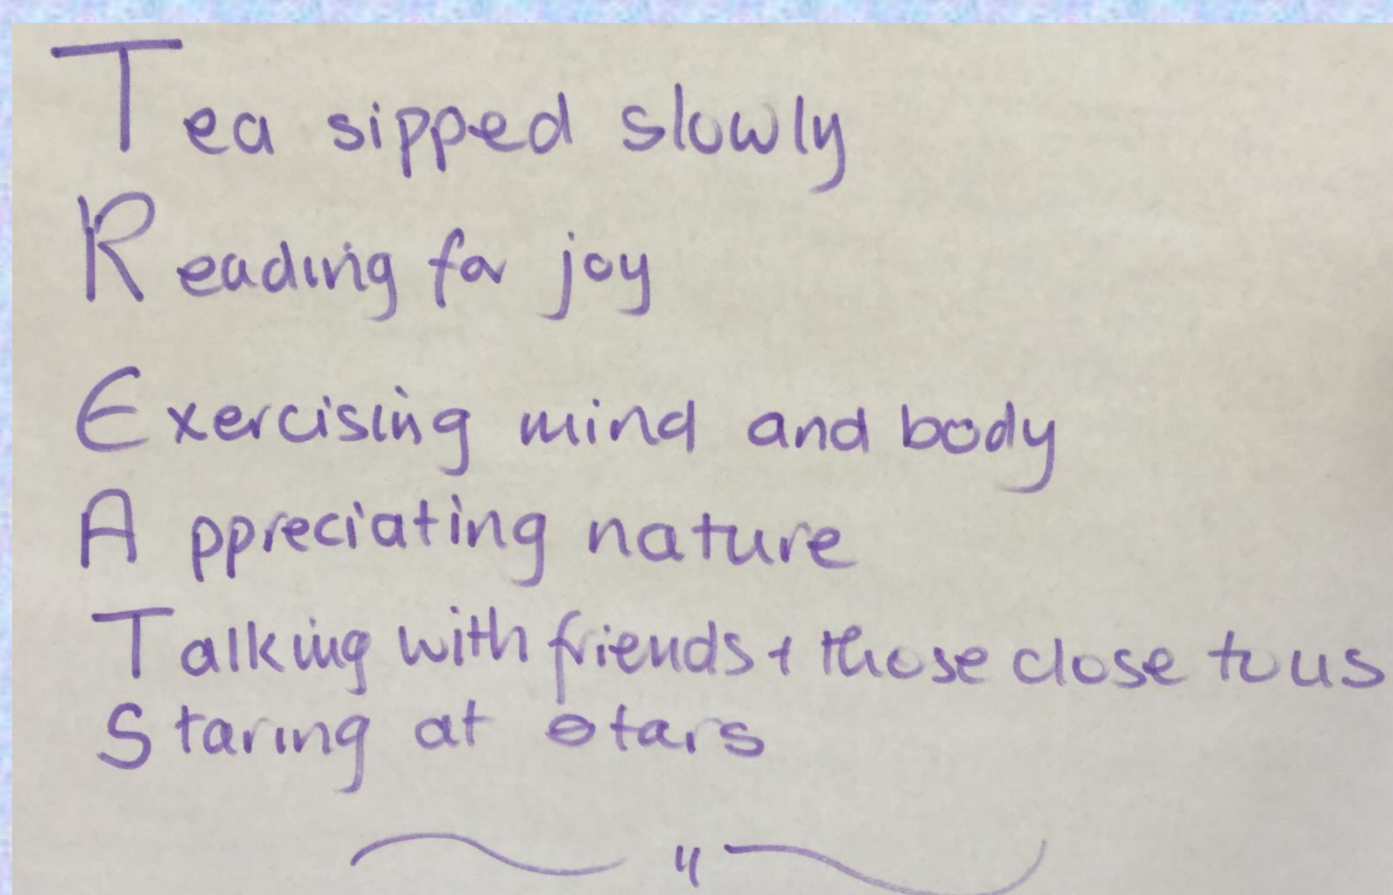 Tea sipped slowly
Reading for joy
Exercising mind and body
Appreciating nature
Talking with friends + those close to us
Staring at stars